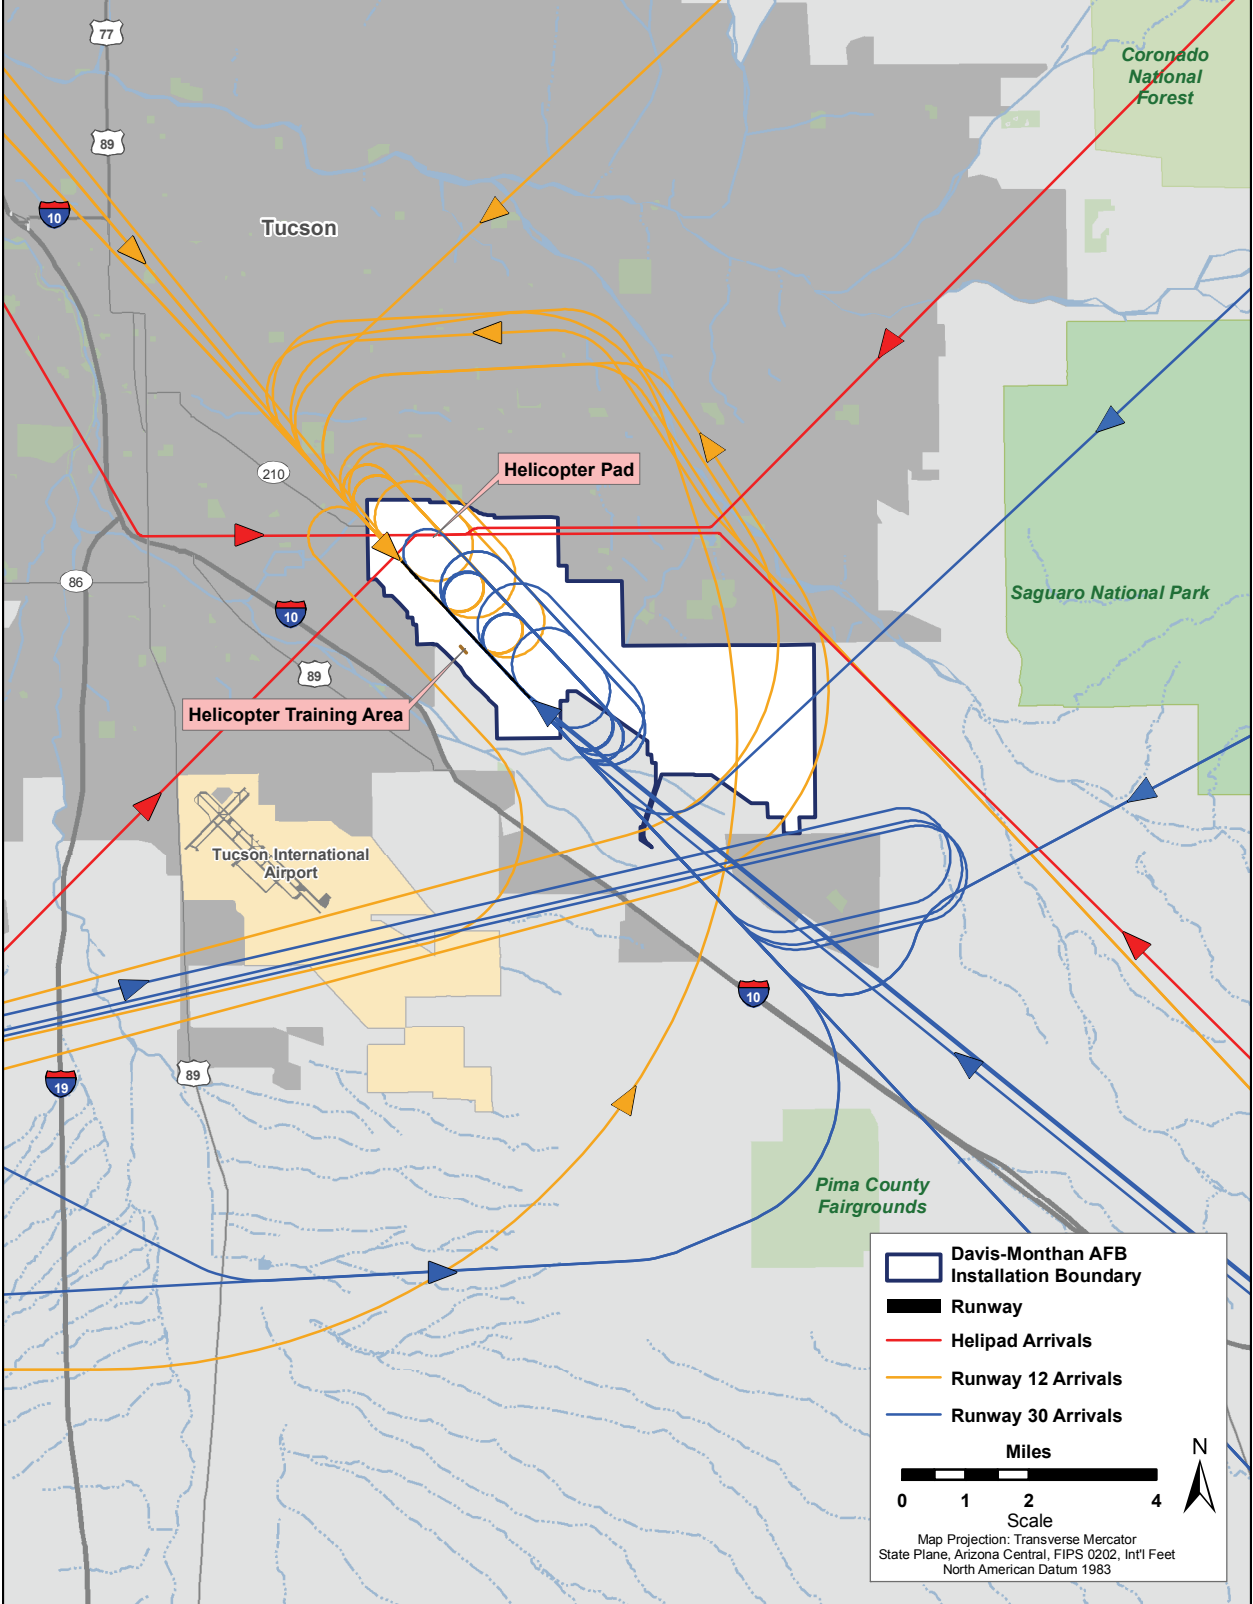 77
Coronado
National
Forest
89
10
Tucson
Helicopter Pad
210
86
Saguaro National Park
10
89
Helicopter Training Area
Tucson International
Airport
10
89
19
Pima County
Fairgrounds
Davis-Monthan AFB
Installation Boundary
Runway
Helipad Arrivals
Runway 12 Arrivals
Runway 30 Arrivals
Miles
N
0 1 2 4
Scale
Map Projection: Transverse Mercator
State Plane, Arizona Central, FIPS 0202, Int'l Feet
North American Datum 1983